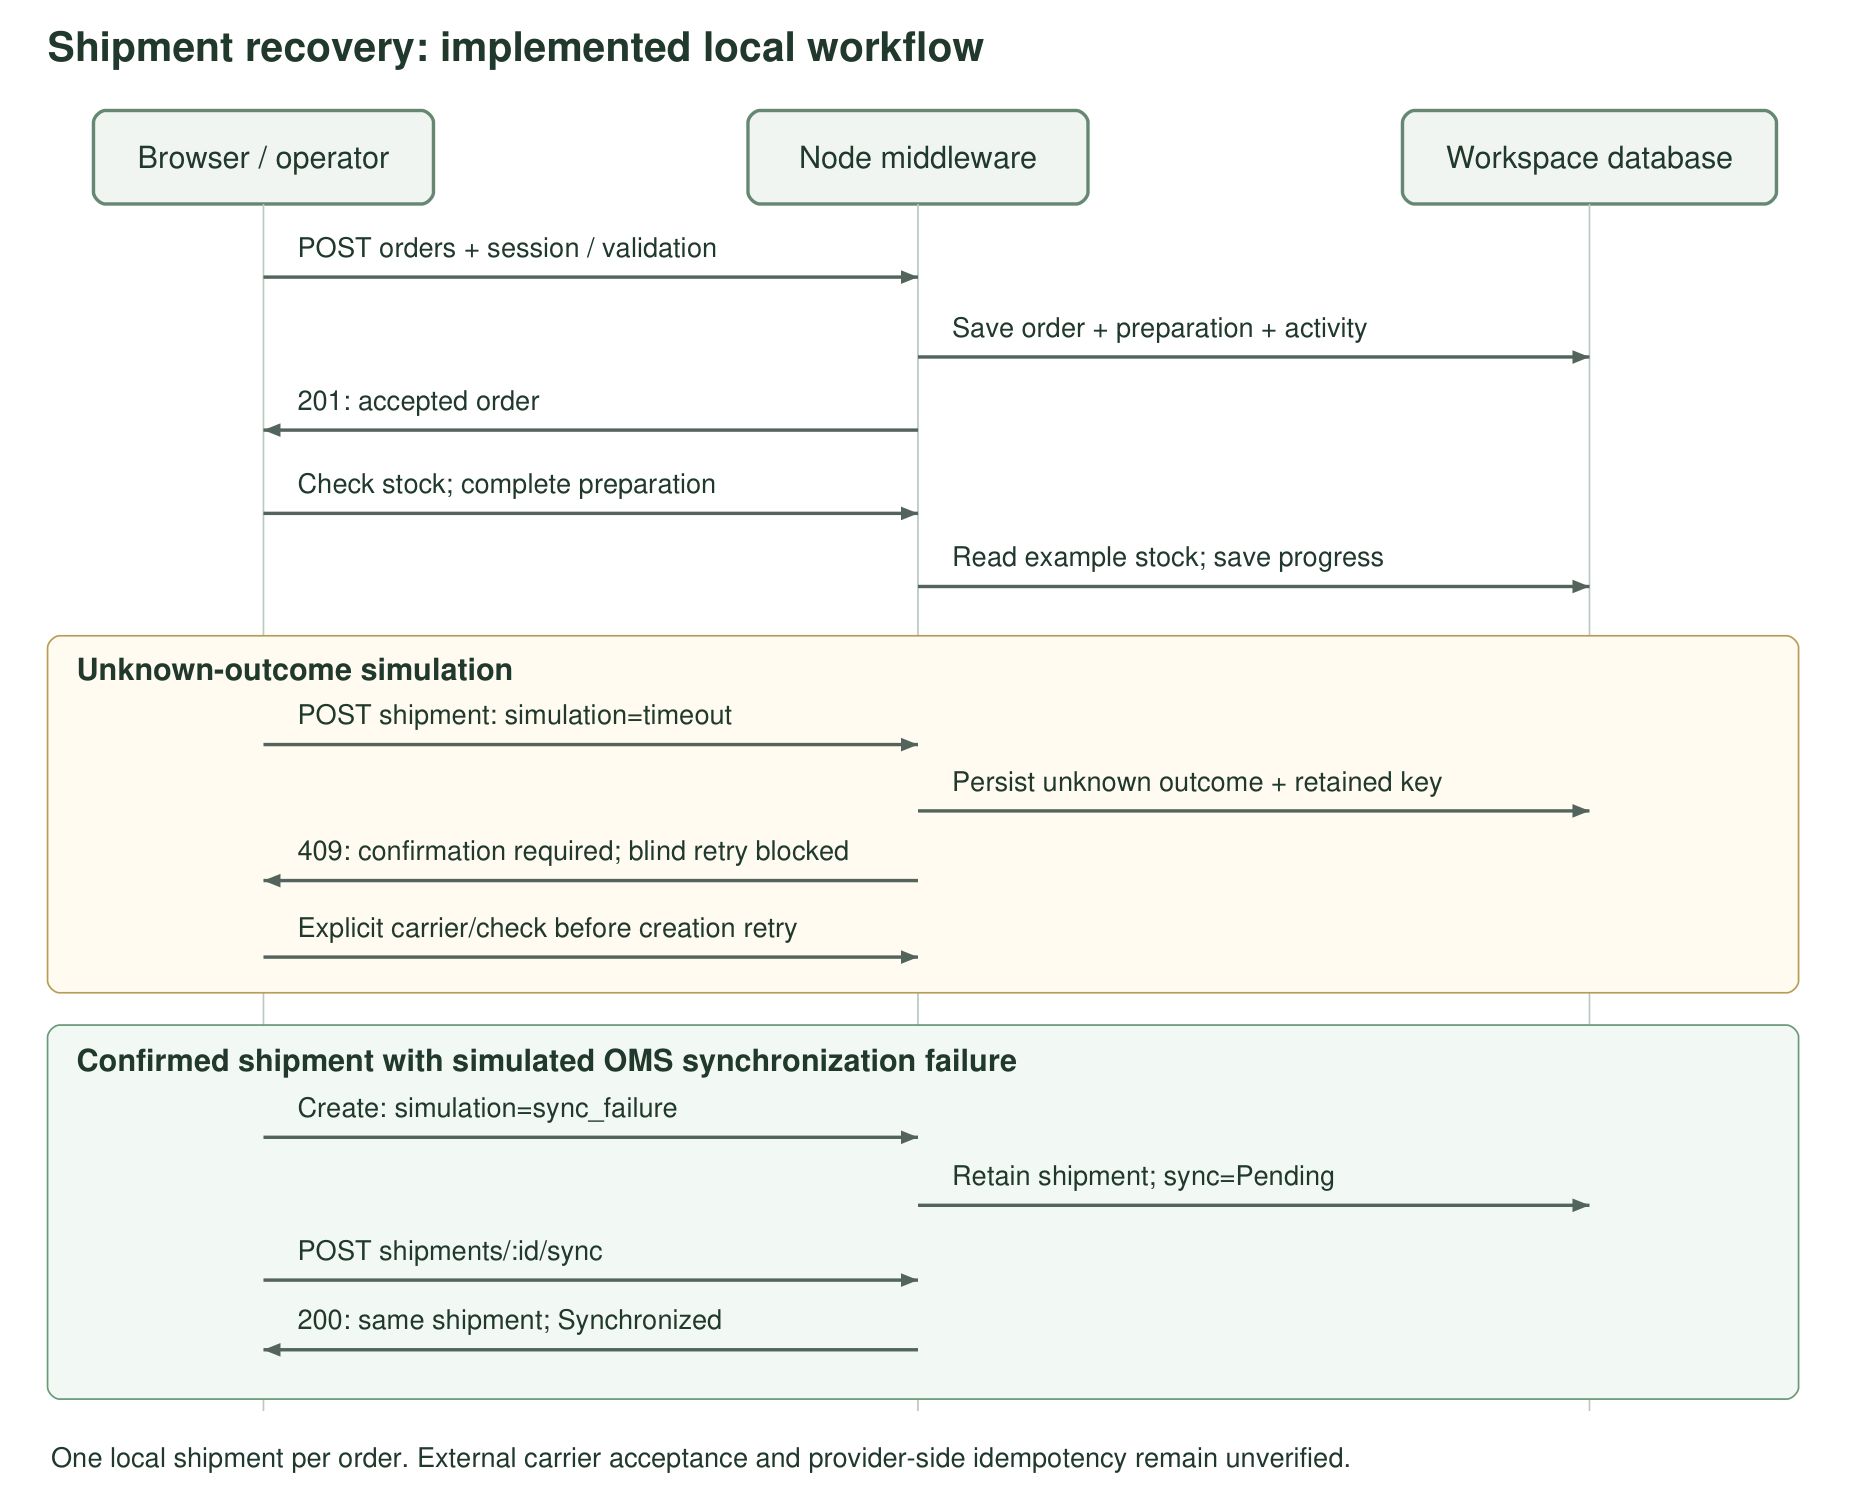 Shipment recovery: implemented local workflow
Browser / operator
Node middleware
Workspace database
POST orders + session / validation
Save order + preparation + activity
201: accepted order
Check stock; complete preparation
Read example stock; save progress
Unknown-outcome simulation
POST shipment: simulation=timeout
Persist unknown outcome + retained key
409: confirmation required; blind retry blocked
Explicit carrier/check before creation retry
Confirmed shipment with simulated OMS synchronization failure
Create: simulation=sync_failure
Retain shipment; sync=Pending
POST shipments/:id/sync
200: same shipment; Synchronized
One local shipment per order. External carrier acceptance and provider-side idempotency remain unverified.